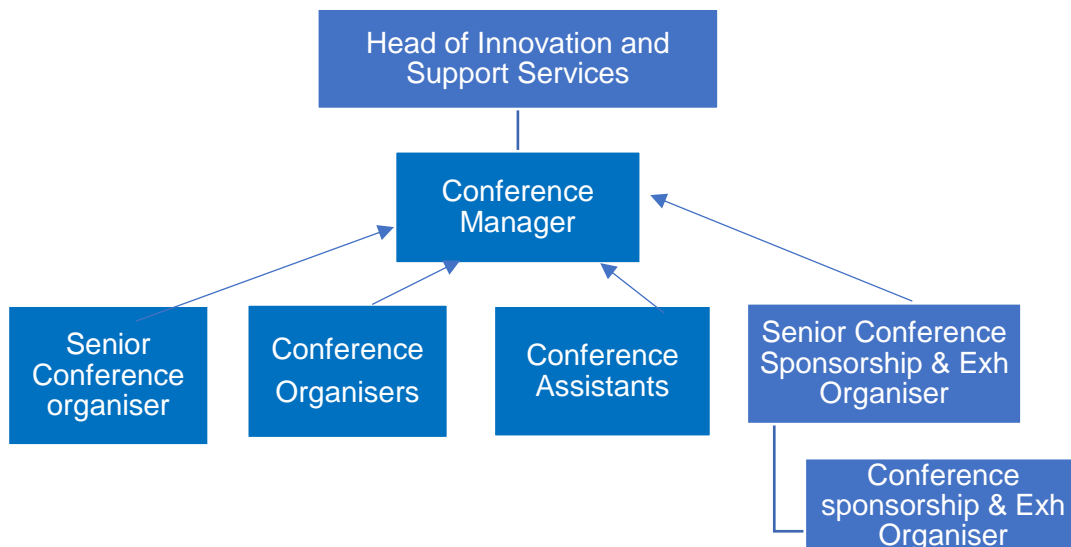 Head of Innovation and
Support Services
Conference
Manager
Senior
Conference
organiser
Conference
Organisers
Conference
Assistants
Senior Conference
Sponsorship & Exh
Organiser
Conference
sponsorship & Exh
Organiser